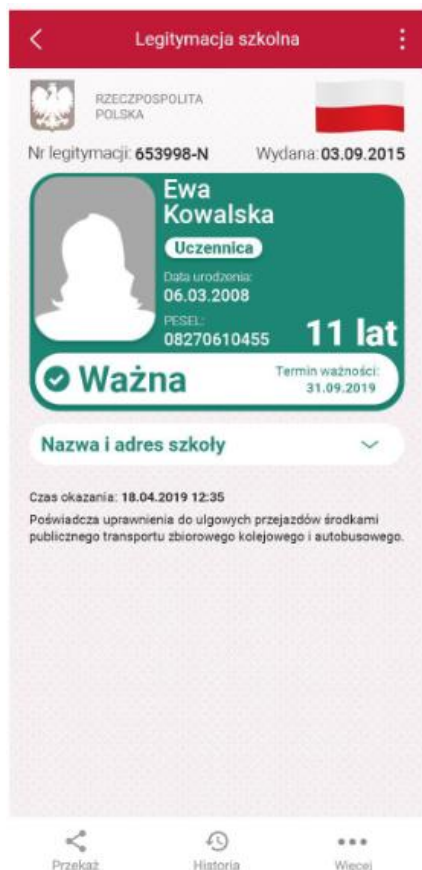 Legitymacja szkolna
RZECZPOSPOLITA
POLSKA
Nr legitymacji: 653998-N Wydana: 03.09.2015
Ewa
Kowalska
Uczennica
Data urodzenia:
06.03.2008
PESEL:
08270610455
11 lat
Ważna
Termin ważności:
31.09.2019
Nazwa i adres szkoły
Czas okazania: 18.04.2019 12:35
Poświadcza uprawnienia do ulgowych przejazdów środkami
publicznego transportu zbiorowego kolejowego i autobusowego.
Przekaż Historia Więcej